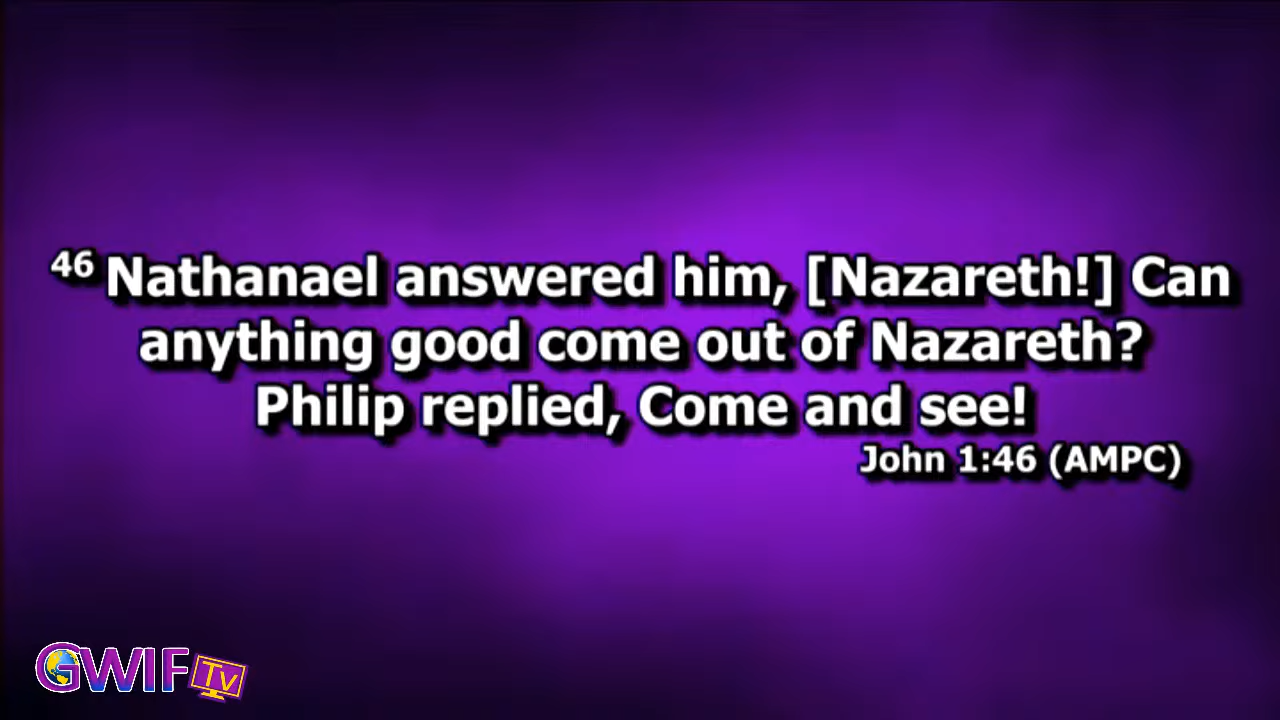 46 Nathanael answered him, [Nazareth!] Can
anything good come out of Nazareth?
Philip replied, Come and see!
John 1:46 (AMPC)
GWIF Tv